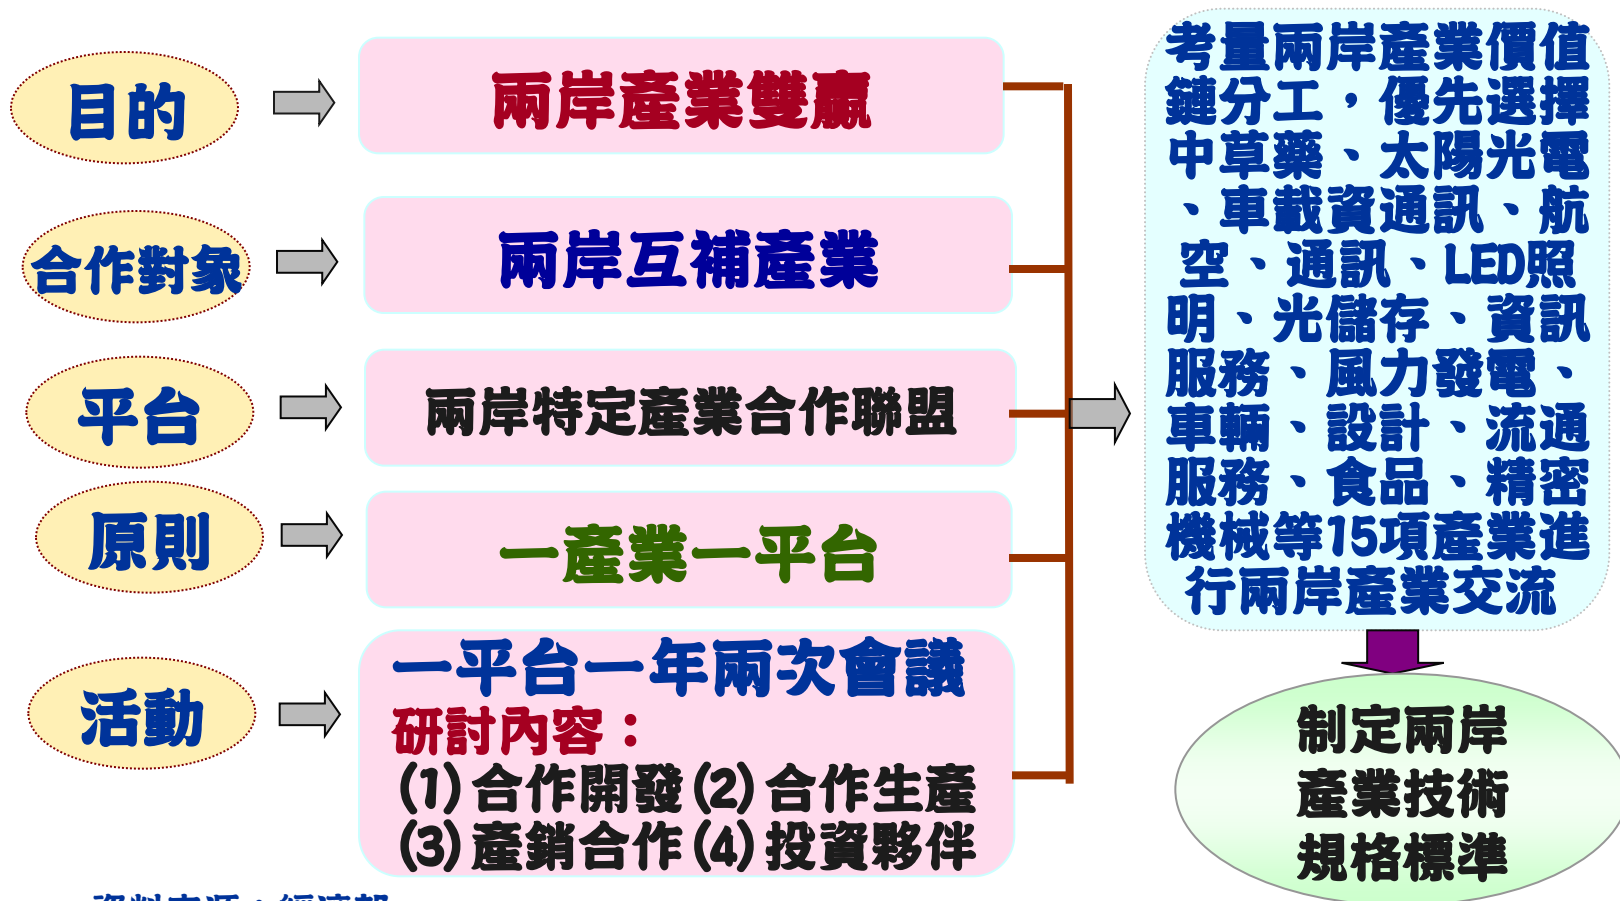 目的
兩岸產業雙贏
合作對象
兩岸互補產業
平台
兩岸特定產業合作聯盟
原則
一產業一平台
活動
一平台一年兩次會議
研討內容：
(1)合作開發(2)合作生產
(3)產銷合作(4)投資夥伴
考量兩岸產業價值
鏈分工，優先選擇
中草藥、太陽光電
、車載資通訊、航
空、通訊、LED照
明、光儲存、資訊
服務、風力發電、
車輛、設計、流通
服務、食品、精密
機械等15項產業進
行兩岸產業交流
制定兩岸
產業技術
規格標準
資料來源：經濟部